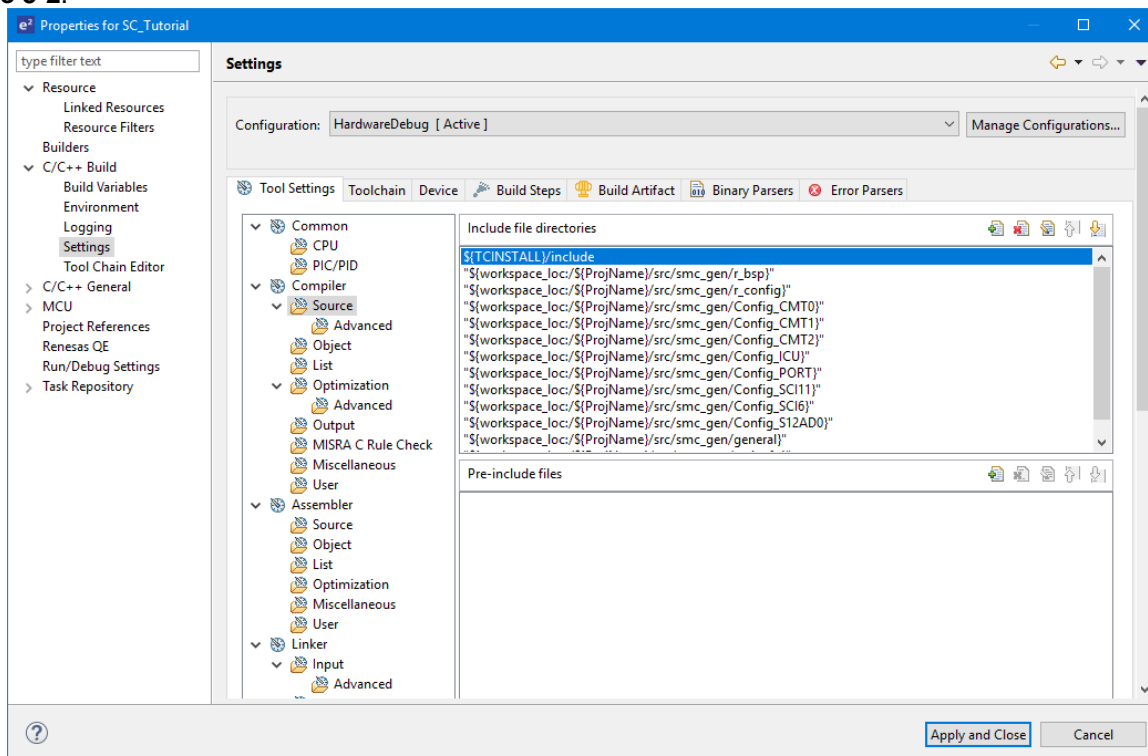 Properties for SC_Tutorial
type filter text
Resource
Linked Resources
Resource Filters
Builders
C/C++ Build
Build Variables
Environment
Logging
Settings
Tool Chain Editor
C/C++ General
MCU
Project References
Renesas QE
Run/Debug Settings
Task Repository
Settings
Configuration: HardwareDebug [ Active ]
Manage Configurations...
Tool Settings Toolchain Device Build Steps Build Artifact Binary Parsers Error Parsers
Common
CPU
PIC/PID
Compiler
Source
Advanced
Object
List
Optimization
Advanced
Output
MISRA C Rule Check
Miscellaneous
User
Assembler
Source
Object
List
Optimization
Miscellaneous
User
Linker
Input
Advanced
Include file directories
${TCINSTALL}/include
"${workspace_loc:/${ProjName}/src/smc_gen/r_bsp}"
"${workspace_loc:/${ProjName}/src/smc_gen/r_config}"
"${workspace_loc:/${ProjName}/src/smc_gen/Config_CMT0}"
"${workspace_loc:/${ProjName}/src/smc_gen/Config_CMT1}"
"${workspace_loc:/${ProjName}/src/smc_gen/Config_CMT2}"
"${workspace_loc:/${ProjName}/src/smc_gen/Config_ICU}"
"${workspace_loc:/${ProjName}/src/smc_gen/Config_PORT}"
"${workspace_loc:/${ProjName}/src/smc_gen/Config_SCI11}"
"${workspace_loc:/${ProjName}/src/smc_gen/Config_SCI6}"
"${workspace_loc:/${ProjName}/src/smc_gen/Config_S12AD0}"
"${workspace_loc:/${ProjName}/src/smc_gen/general}"
Pre-include files
Apply and Close
Cancel